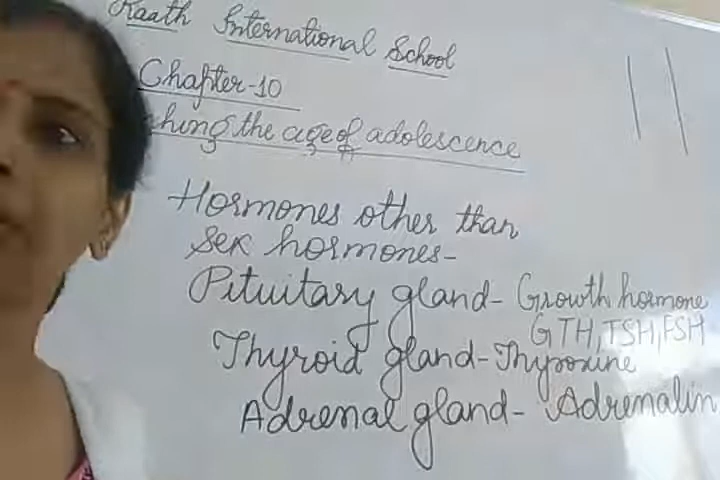 Raath International School
Chapter-10
ching the age of adolescence
Hormones other than
sex hormones-
Pituitary gland- Growth hormone
GTH, TSH, FSH
Thyroid gland- Thyroxine
Adrenal gland- Adrenalin